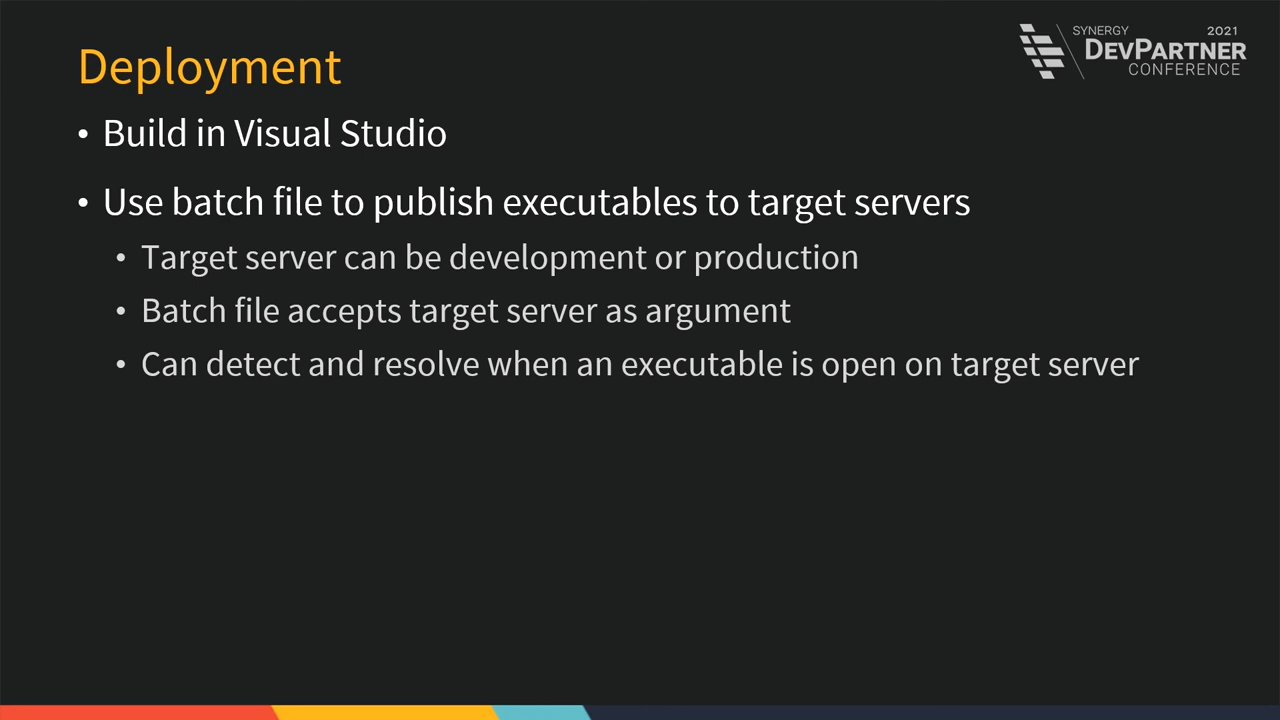 Deployment
SYNERGY 2021
DEVPARTNER
CONFERENCE
• Build in Visual Studio
• Use batch file to publish executables to target servers
• Target server can be development or production
• Batch file accepts target server as argument
• Can detect and resolve when an executable is open on target server